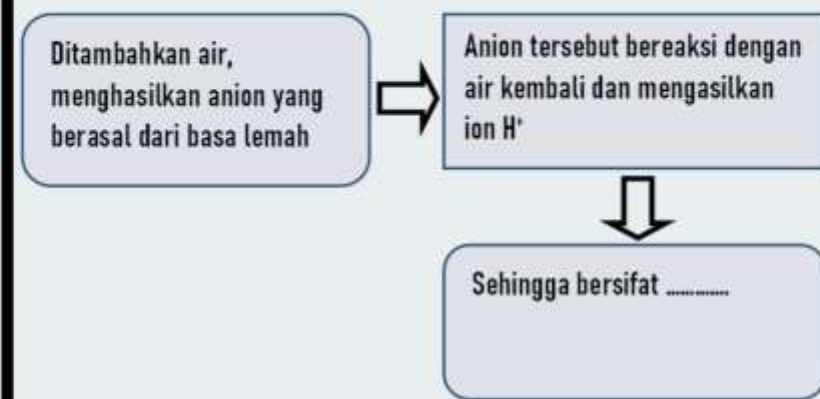 Ditambahkan air,
menghasilkan anion yang
berasal dari basa lemah
Anion tersebut bereaksi dengan
air kembali dan mengasilkan
ion H⁺
Sehingga bersifat .............